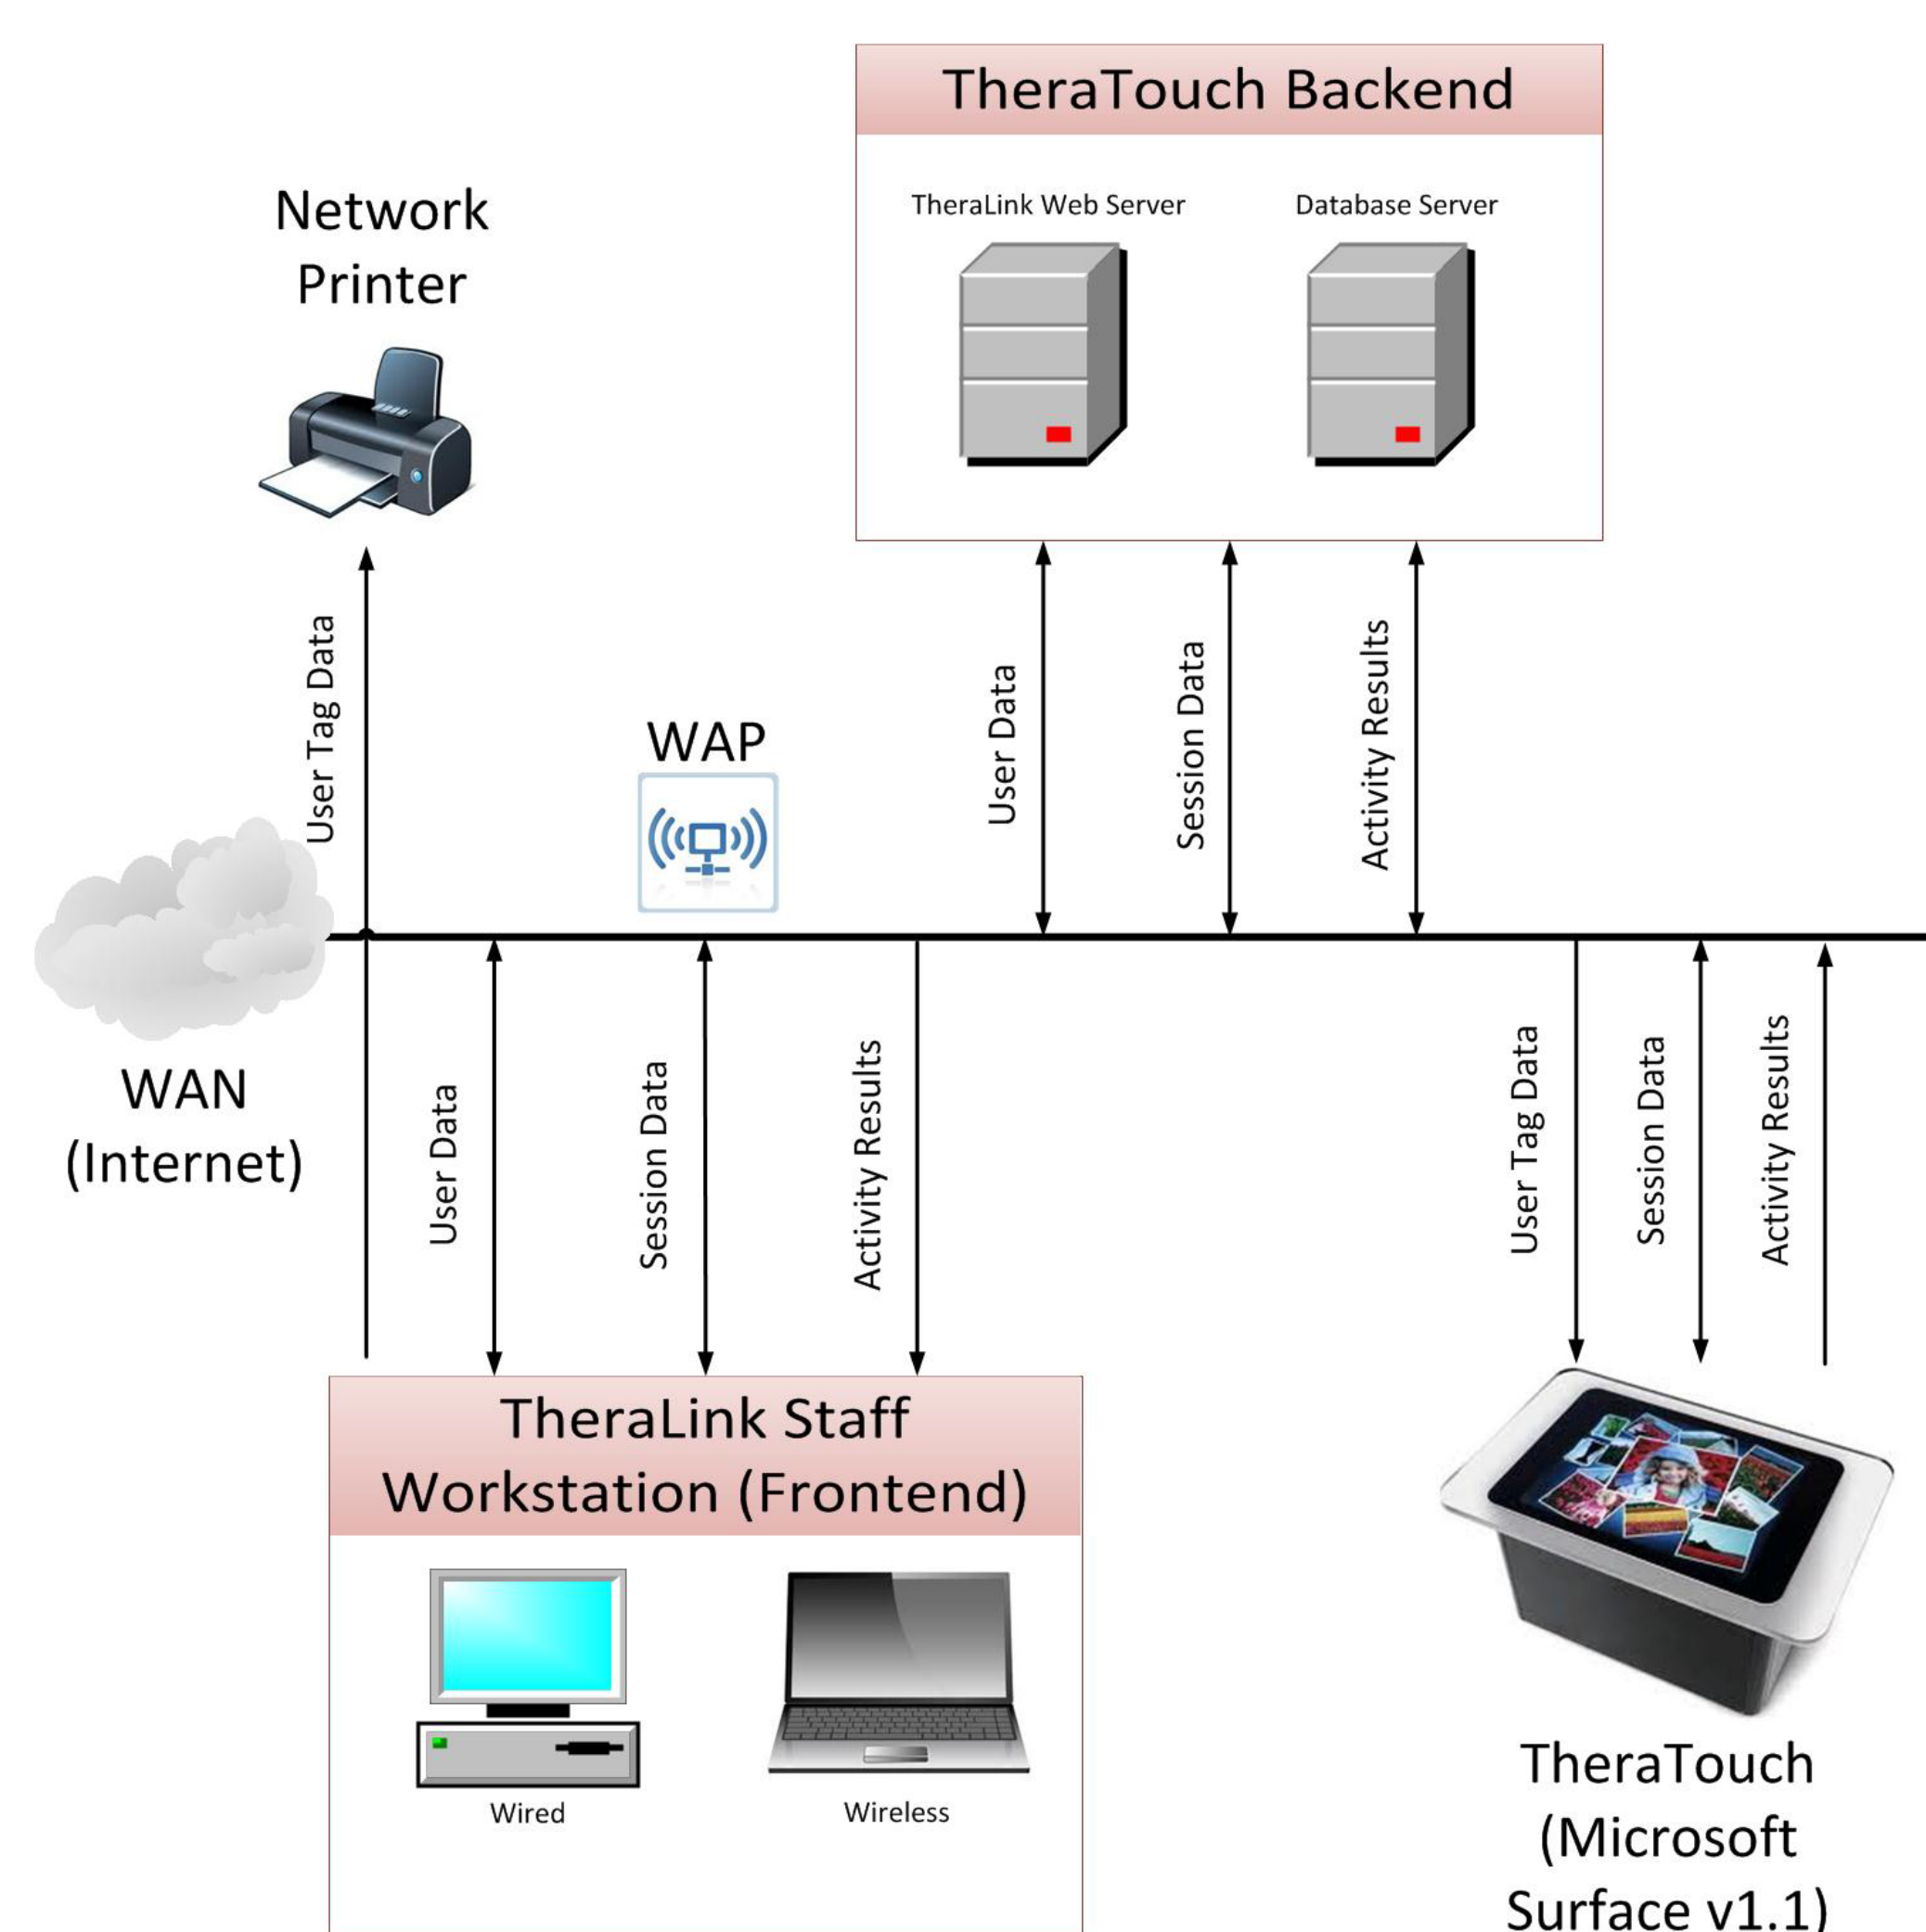 TheraTouch Backend
TheraLink Web Server
Database Server
Network
Printer
User Tag Data
WAP
User Data
Session Data
Activity Results
WAN
(Internet)
User Data
Session Data
Activity Results
User Tag Data
Session Data
Activity Results
TheraLink Staff
Workstation (Frontend)
Wired
Wireless
TheraTouch
(Microsoft
Surface v1.1)